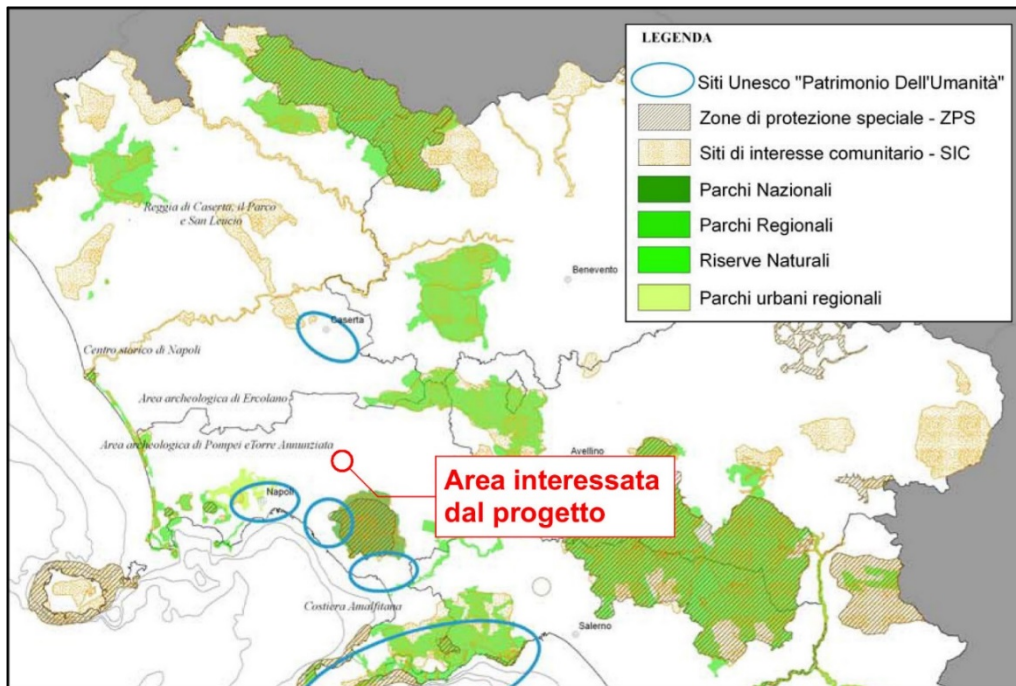 LEGENDA
Siti Unesco "Patrimonio Dell'Umanità"
Zone di protezione speciale - ZPS
Siti di interesse comunitario - SIC
Parchi Nazionali
Parchi Regionali
Riserve Naturali
Parchi urbani regionali
Reggia di Caserta, il Parco
e San Leucio
Benevento
Caserta
Centro storico di Napoli
Area archeologica di Ercolano
Area archeologica di Pompei eTorre Annunziata
Avellino
Area interessata
dal progetto
Napoli
Costiera Amalfitana
Salerno